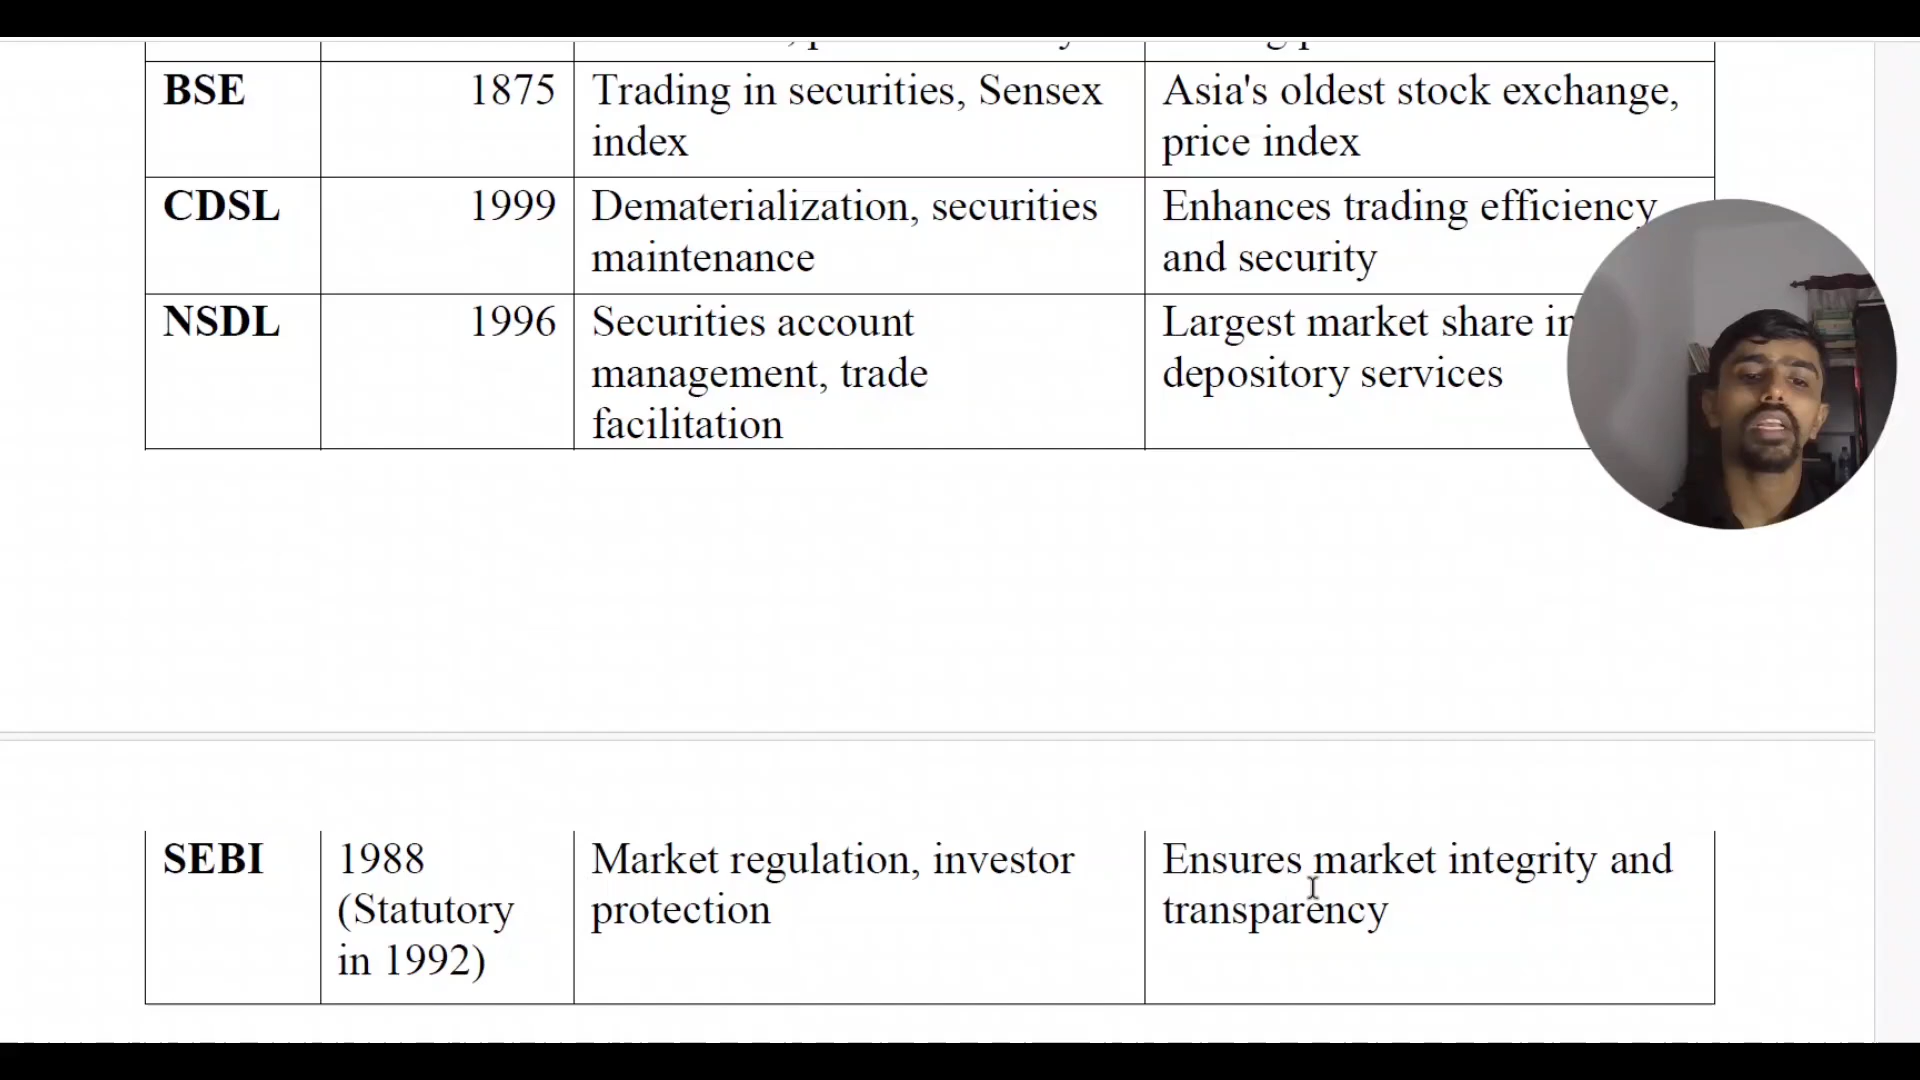 BSE 1875 Trading in securities, Sensex Asia's oldest stock exchange,
index price index
CDSL 1999 Dematerialization, securities Enhances trading efficiency
maintenance and security
NSDL 1996 Securities account Largest market share in
management, trade depository services
facilitation
SEBI 1988 Market regulation, investor Ensures market integrity and
(Statutory protection transparency
in 1992)